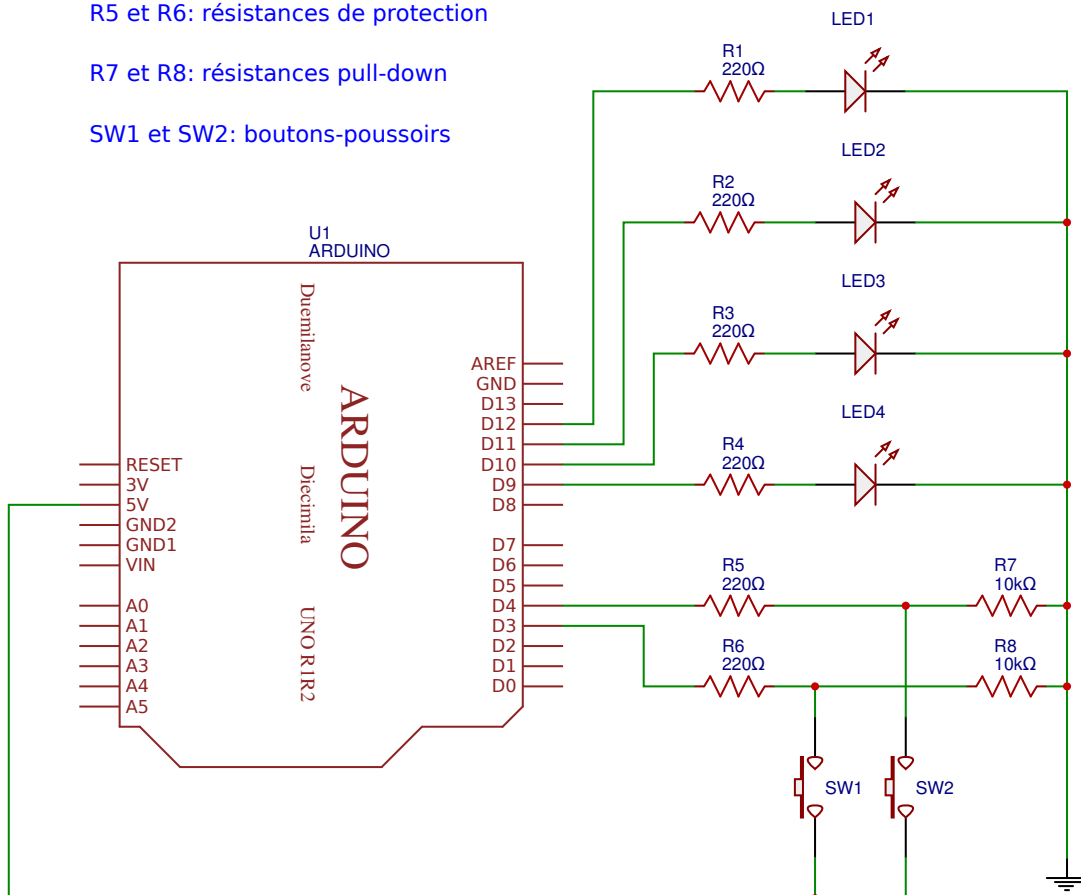 R5 et R6: résistances de protection
R7 et R8: résistances pull-down
SW1 et SW2: boutons-poussoirs
LED1
R1
220Ω
LED2
R2
220Ω
LED3
R3
220Ω
LED4
R4
220Ω
R5
220Ω
R7
10kΩ
R6
220Ω
R8
10kΩ
SW1
SW2
U1
ARDUINO
Duemilanove
ARDUINO
Diecimila
UNO R1R2
RESET
3V
5V
GND2
GND1
VIN
A0
A1
A2
A3
A4
A5
AREF
GND
D13
D12
D11
D10
D9
D8
D7
D6
D5
D4
D3
D2
D1
D0